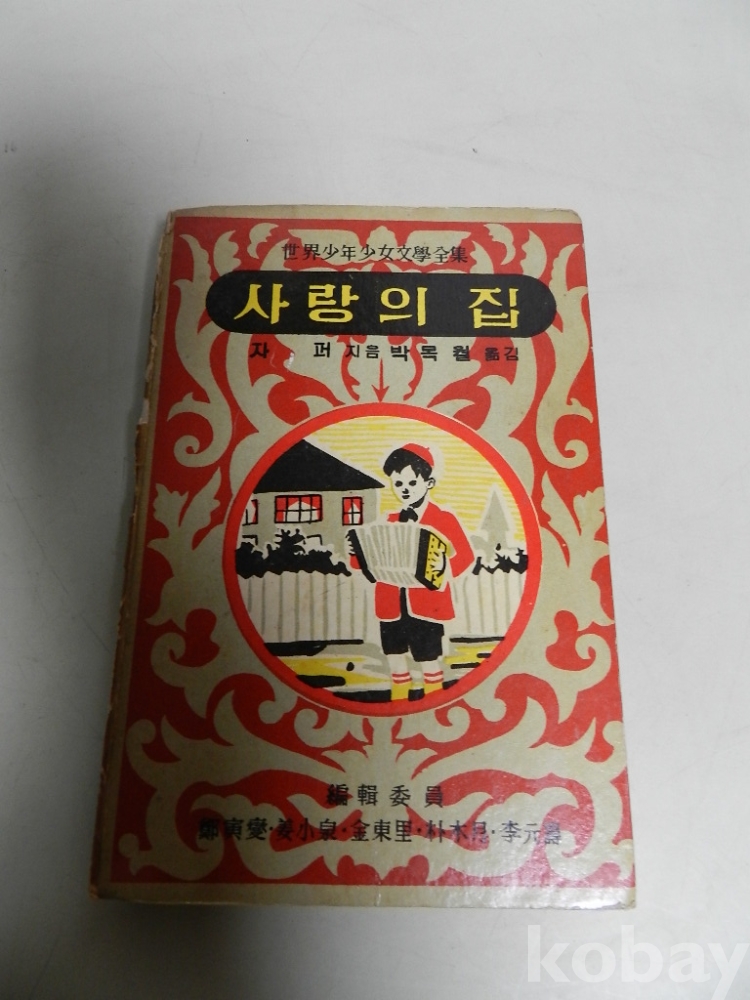 世界少年少女文學全集
사랑의 집
자 퍼 지음 박목월 옮김
編輯委員
鄭寅燮·姜小泉·金東里·朴木月·李元壽
kobay